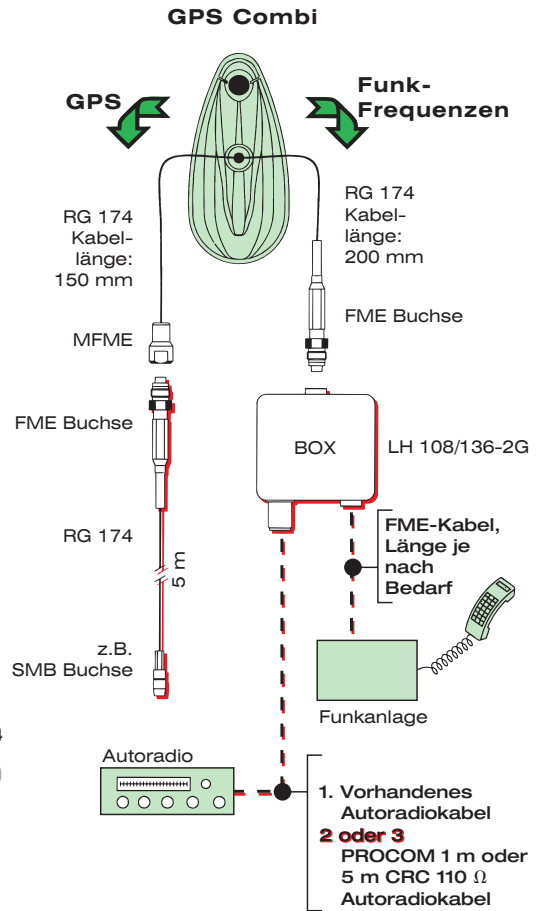 GPS Combi
GPS
Funk-
Frequenzen
RG 174
Kabel-
länge:
150 mm
RG 174
Kabel-
länge:
200 mm
MFME
FME Buchse
FME Buchse
BOX
LH 108/136-2G
RG 174
5 m
FME-Kabel,
Länge je
nach
Bedarf
z.B.
SMB Buchse
Funkanlage
Autoradio
1. Vorhandenes
Autoradiokabel
2 oder 3
PROCOM 1 m oder
5 m CRC 110 Ω
Autoradiokabel